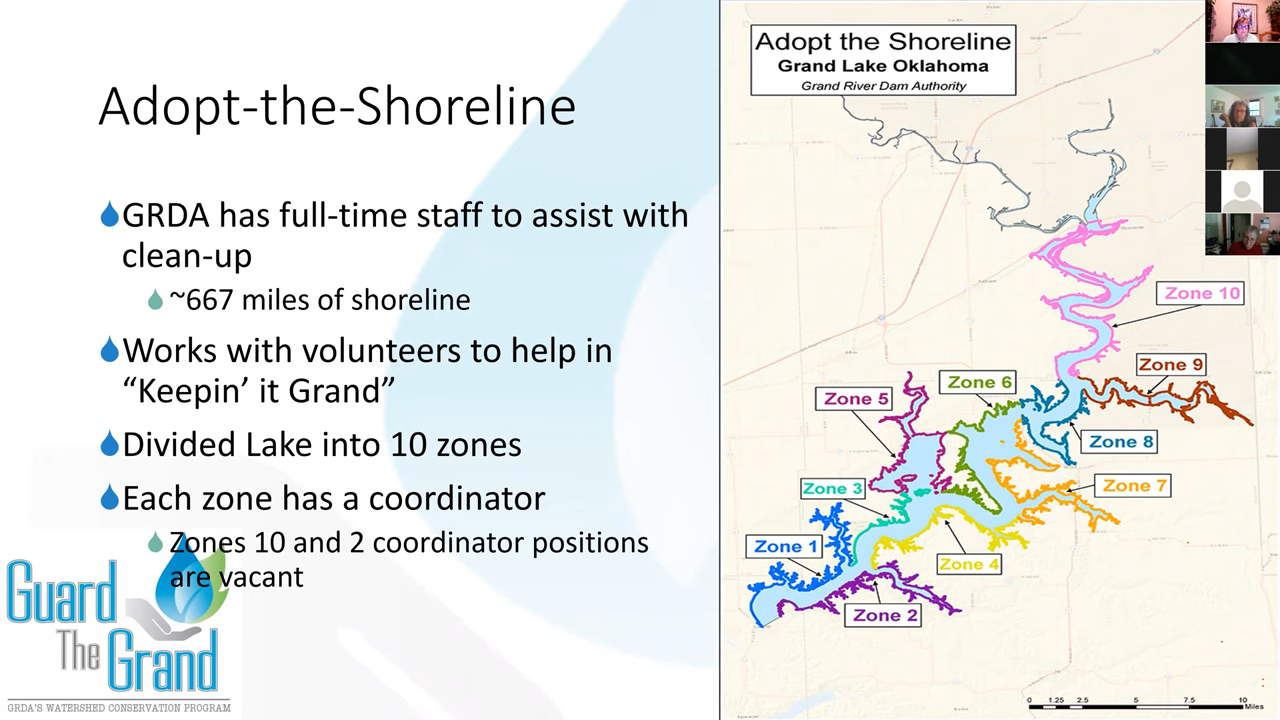 Adopt-the-Shoreline
GRDA has full-time staff to assist with
clean-up
~667 miles of shoreline
Works with volunteers to help in
“Keepin’ it Grand”
Divided Lake into 10 zones
Each zone has a coordinator
Zones 10 and 2 coordinator positions
are vacant
Guard
The
Grand
GRDA'S WATERSHED CONSERVATION PROGRAM
Adopt the Shoreline
Grand Lake Oklahoma
Grand River Dam Authority
Zone 10
Zone 9
Zone 6
Zone 5
Zone 8
Zone 7
Zone 3
Zone 1
Zone 4
Zone 2
0 1.25 2.5 5 7.5 10
Miles